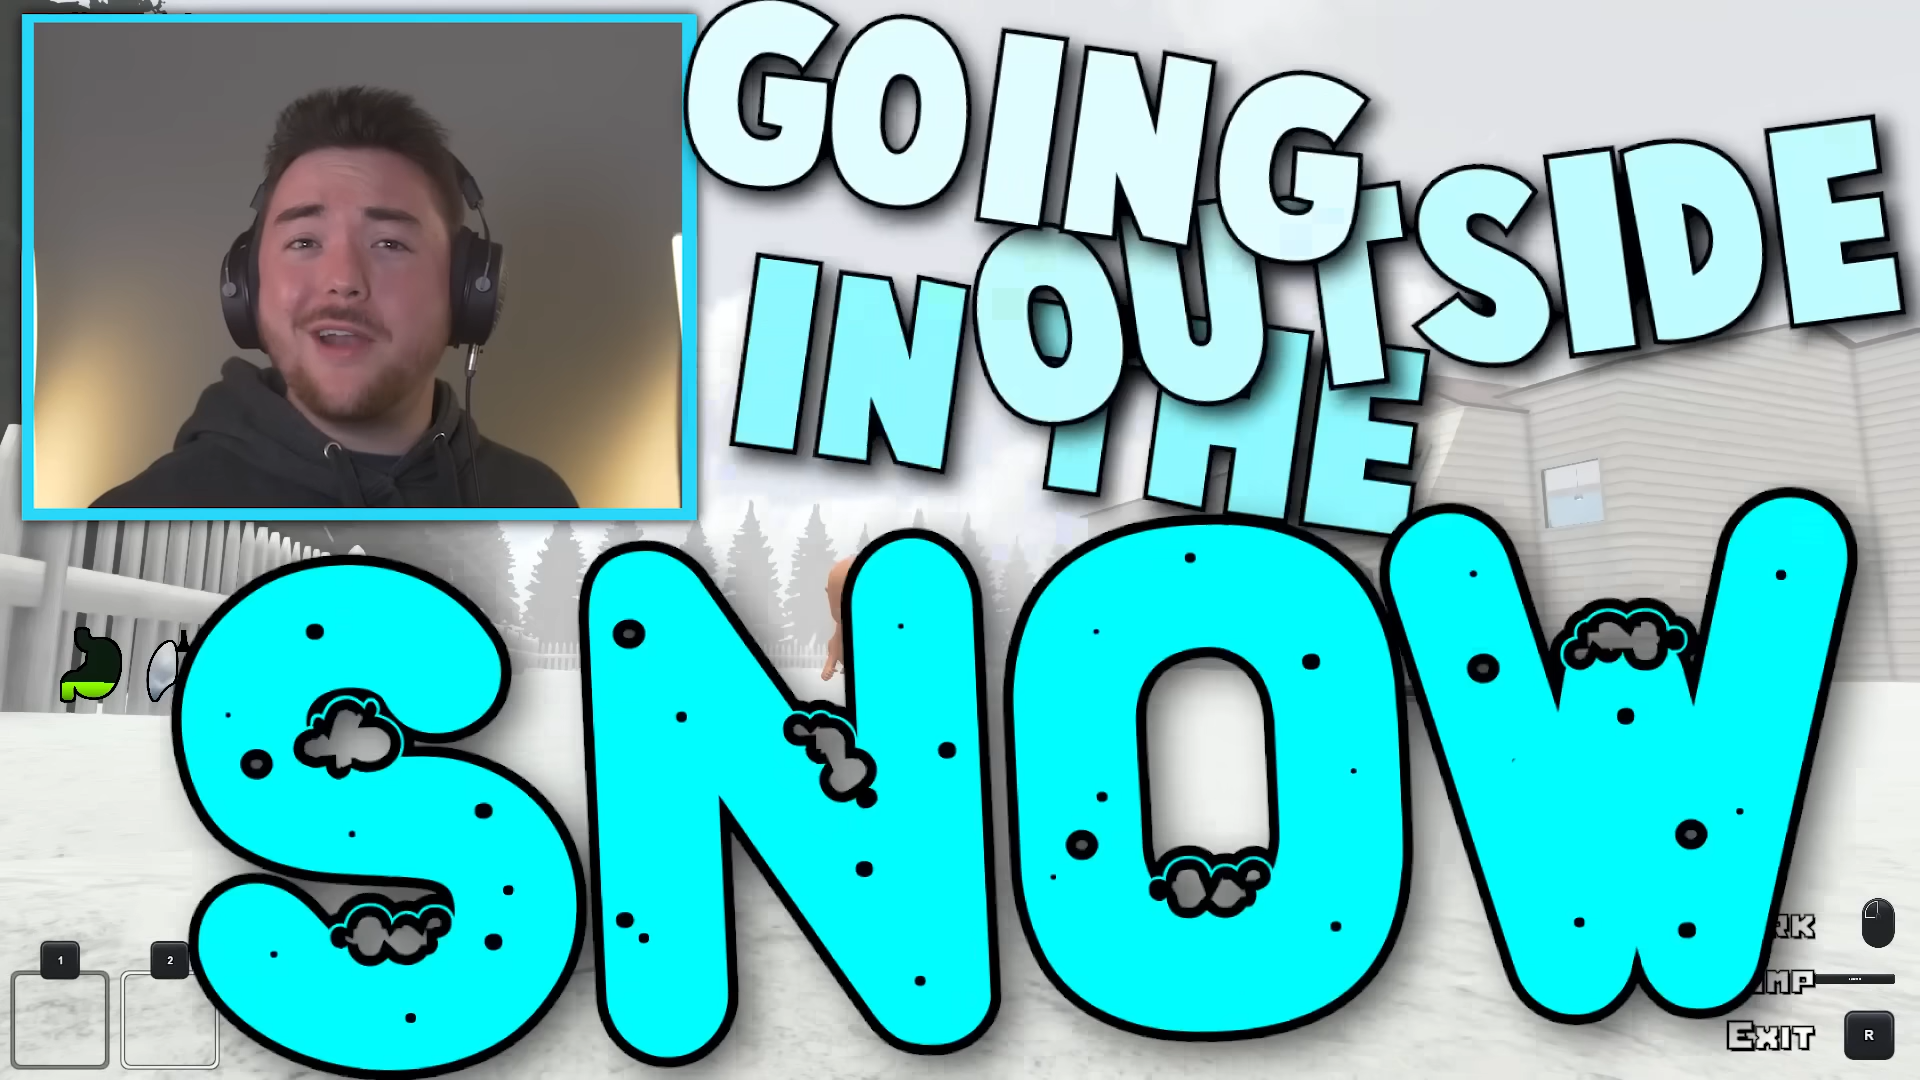 GOING
OUTSIDE
IN THE
SNOW
1
2
EXIT
R